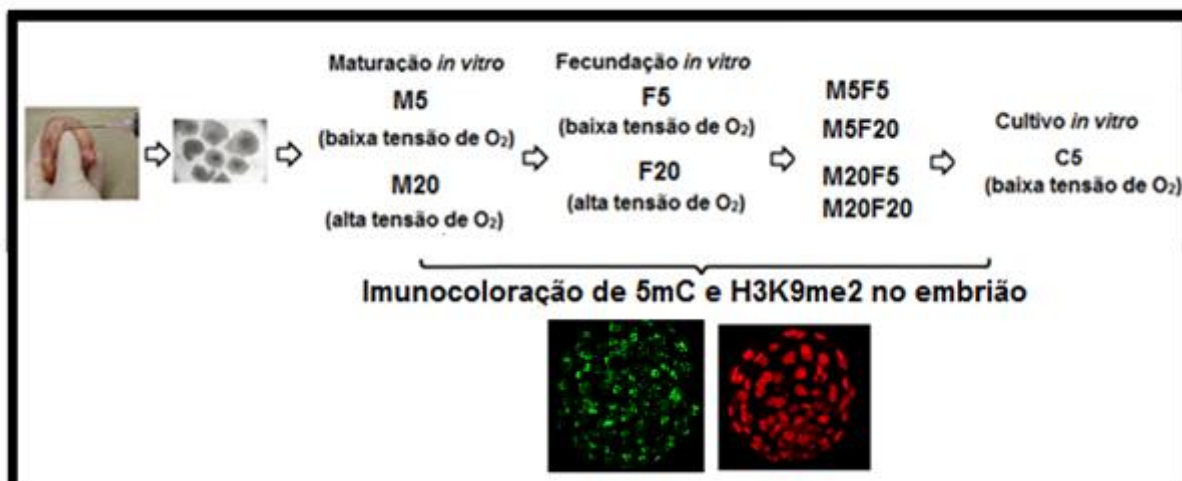 Maturação in vitro
M5
(baixa tensão de O₂)
M20
(alta tensão de O₂)
Fecundação in vitro
F5
(baixa tensão de O₂)
F20
(alta tensão de O₂)
M5F5
M5F20
M20F5
M20F20
Cultivo in vitro
C5
(baixa tensão de O₂)
Imunocoloração de 5mC e H3K9me2 no embrião